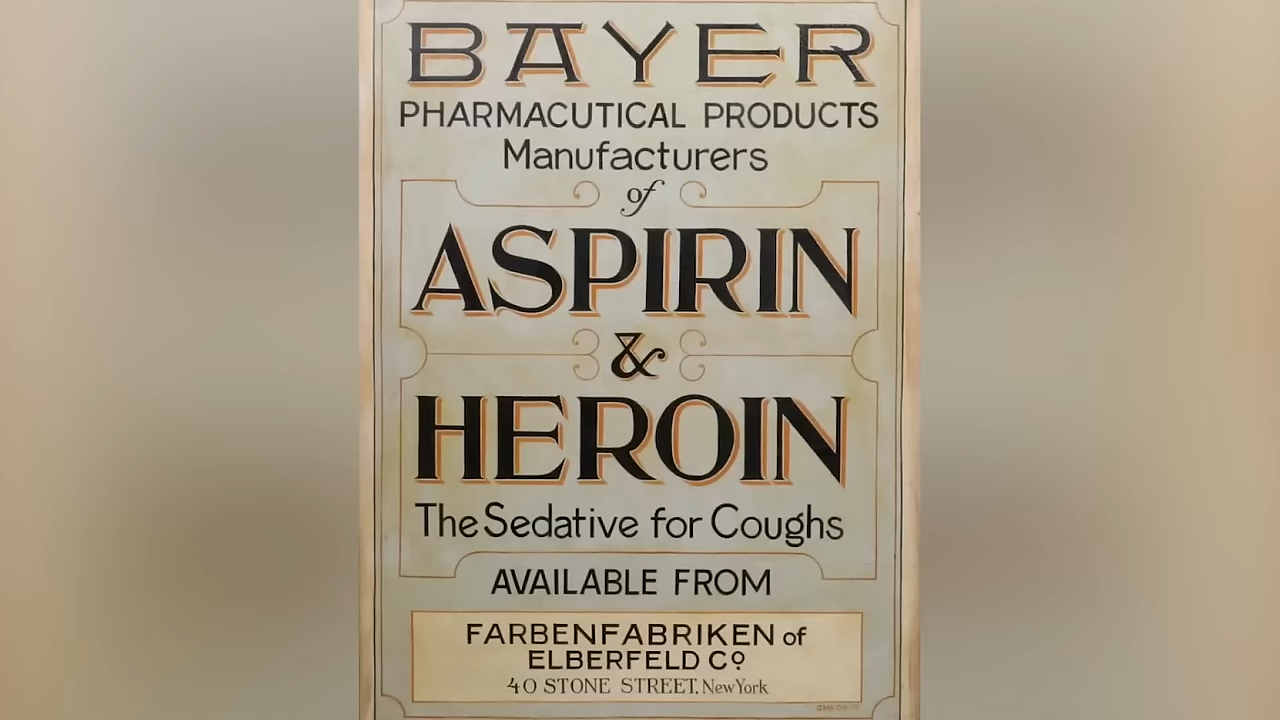 BAYER
PHARMACUTICAL PRODUCTS
Manufacturers
of
ASPIRIN
&
HEROIN
The Sedative for Coughs
AVAILABLE FROM
FARBENFABRIKEN of
ELBERFELD Co
40 STONE STREET, New York